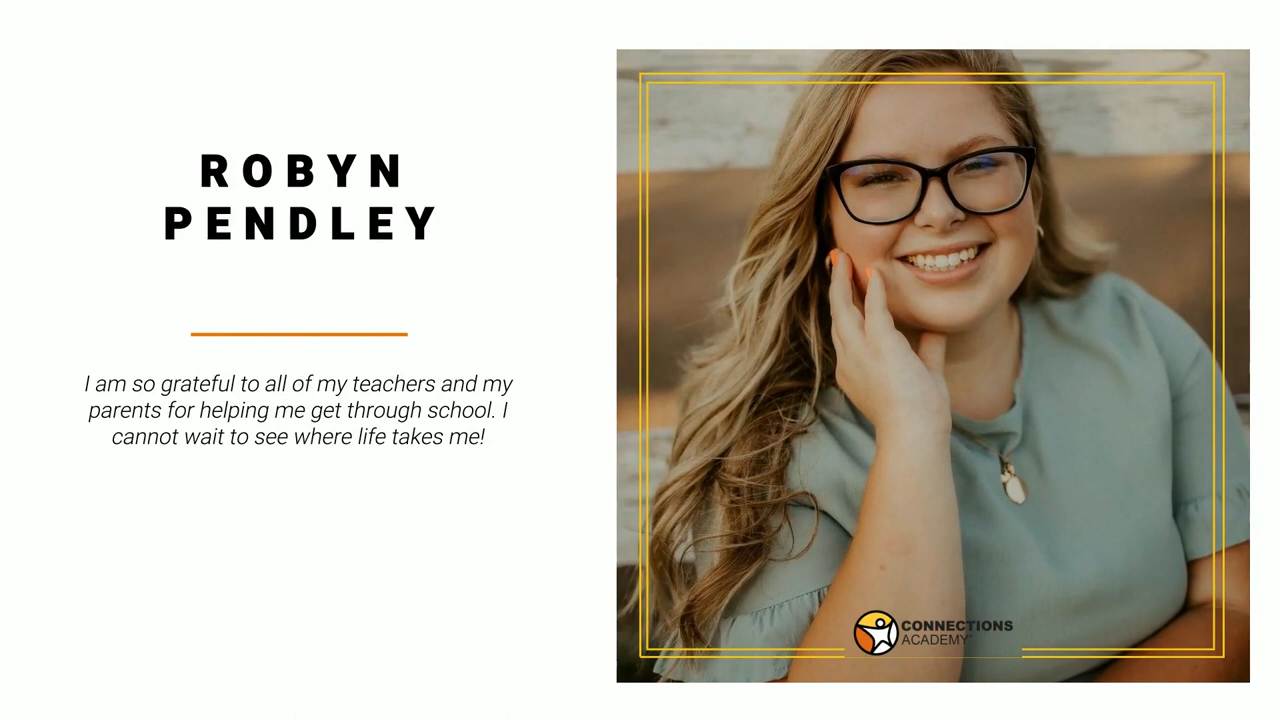 ROBYN
PENDLEY
I am so grateful to all of my teachers and my
parents for helping me get through school. I
cannot wait to see where life takes me!
CONNECTIONS
ACADEMY